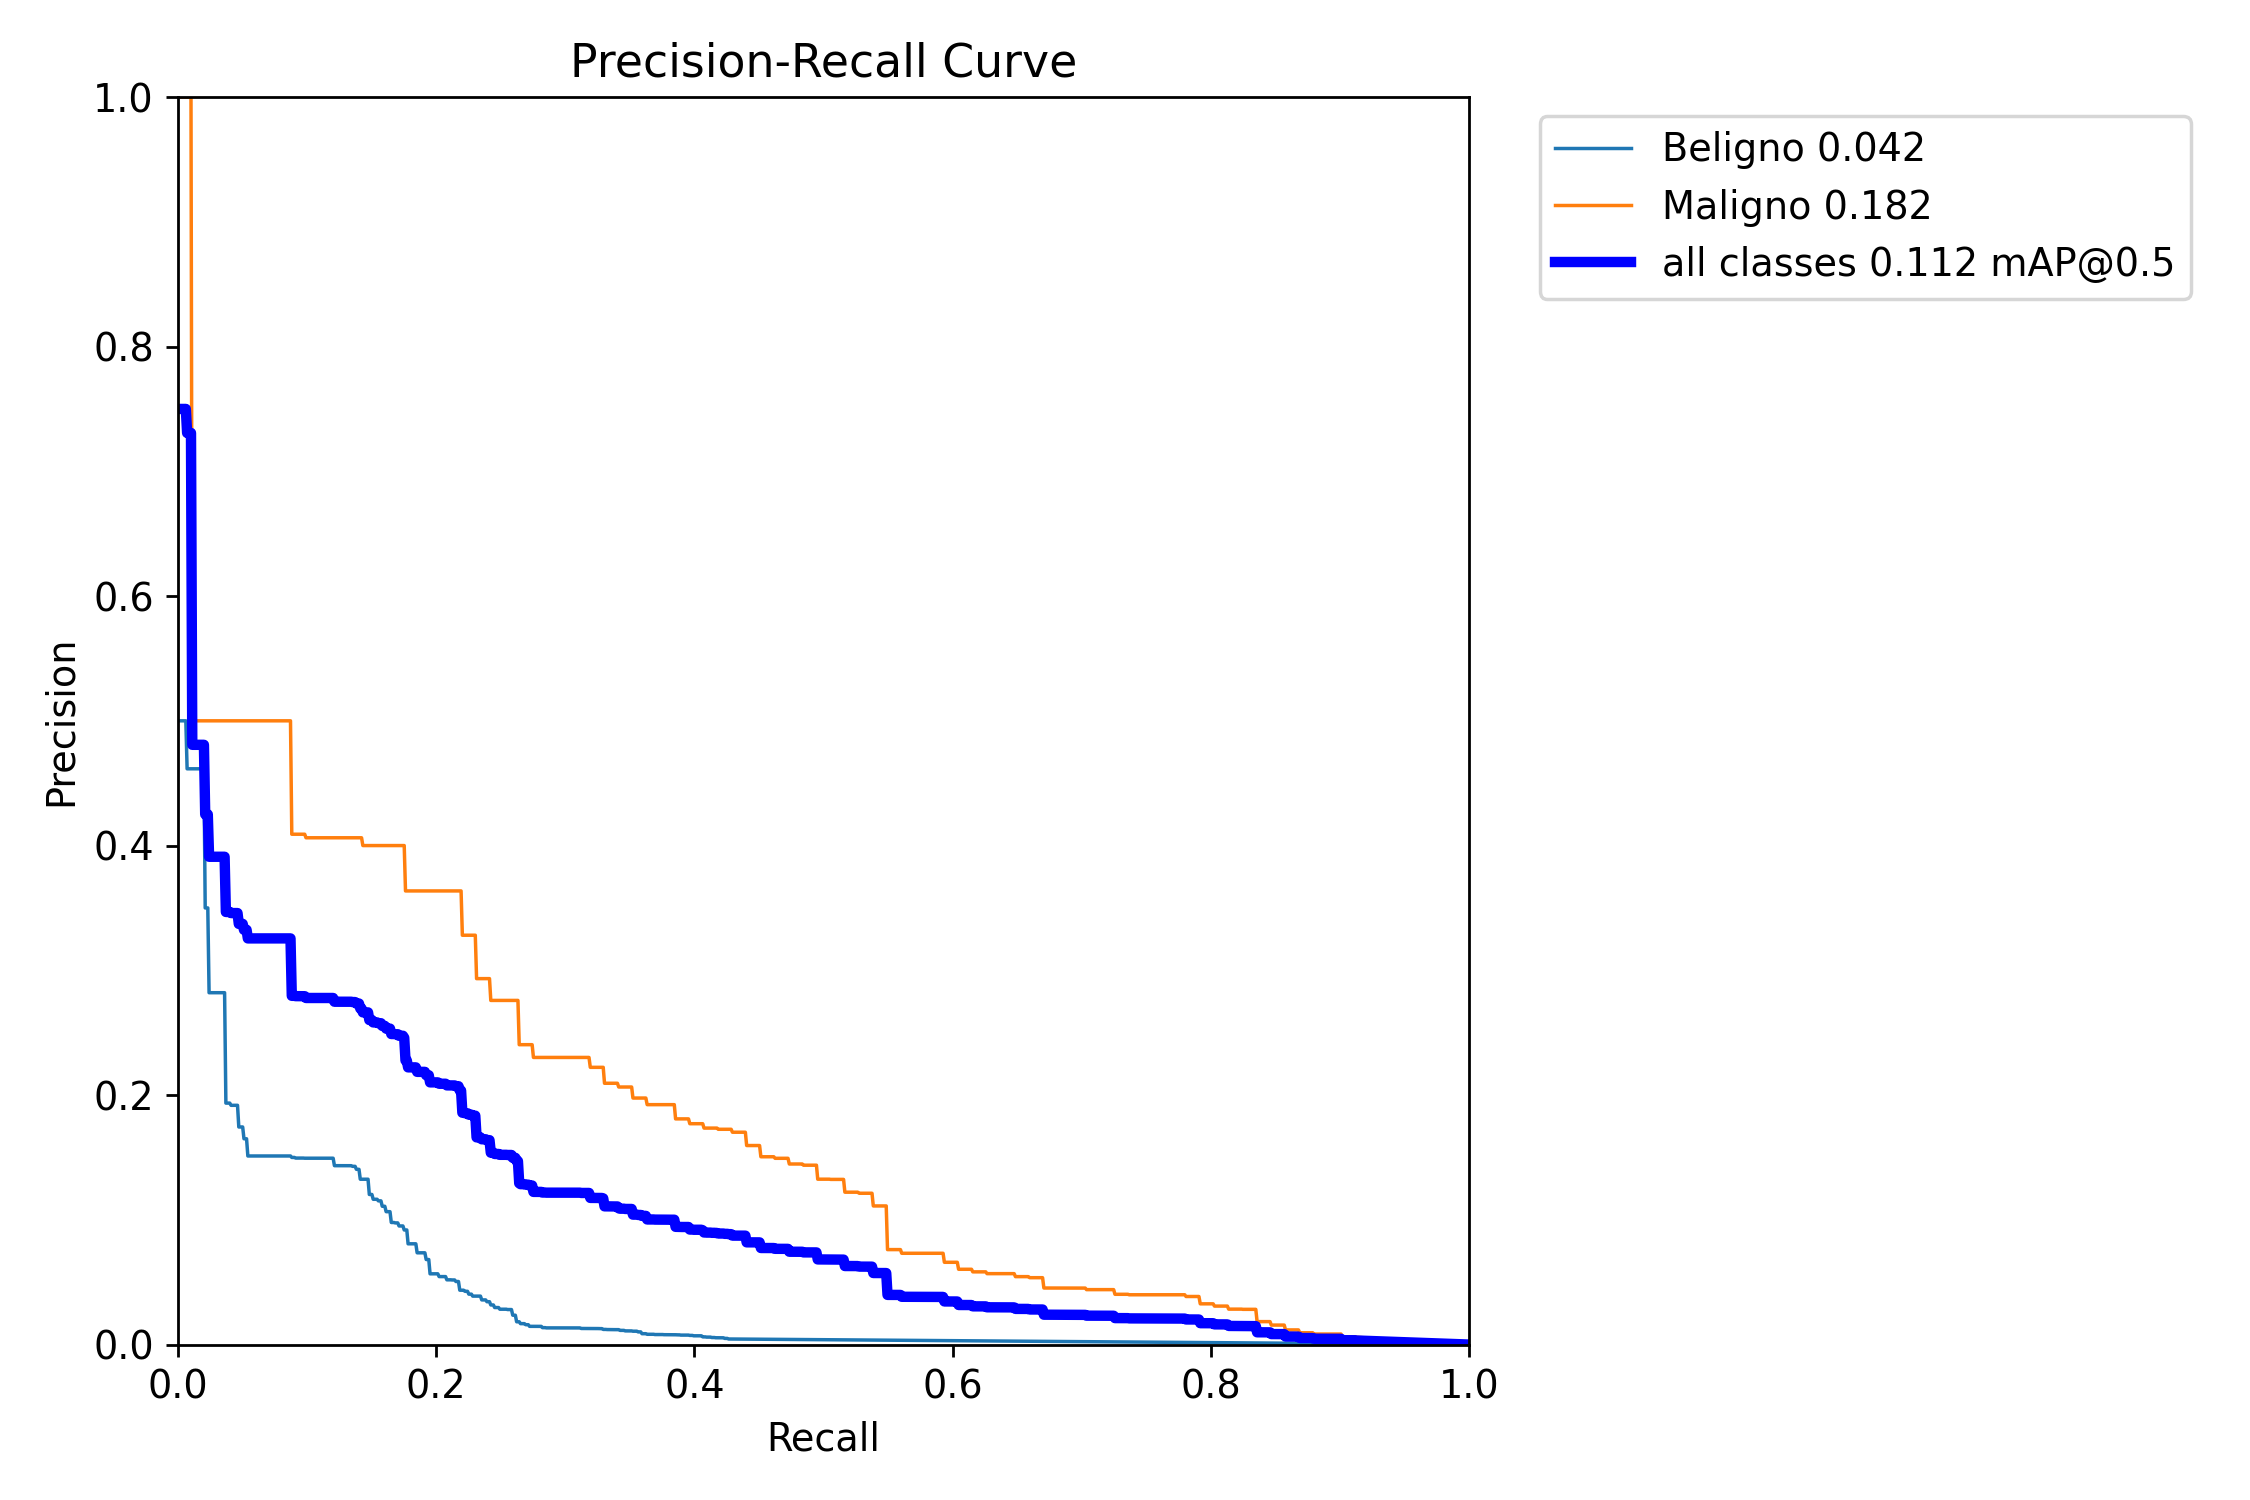 Precision-Recall Curve
1.0
0.8
0.6
0.4
0.2
0.0
Precision
0.0 0.2 0.4 0.6 0.8 1.0
Recall
Beligno 0.042
Maligno 0.182
all classes 0.112 mAP@0.5